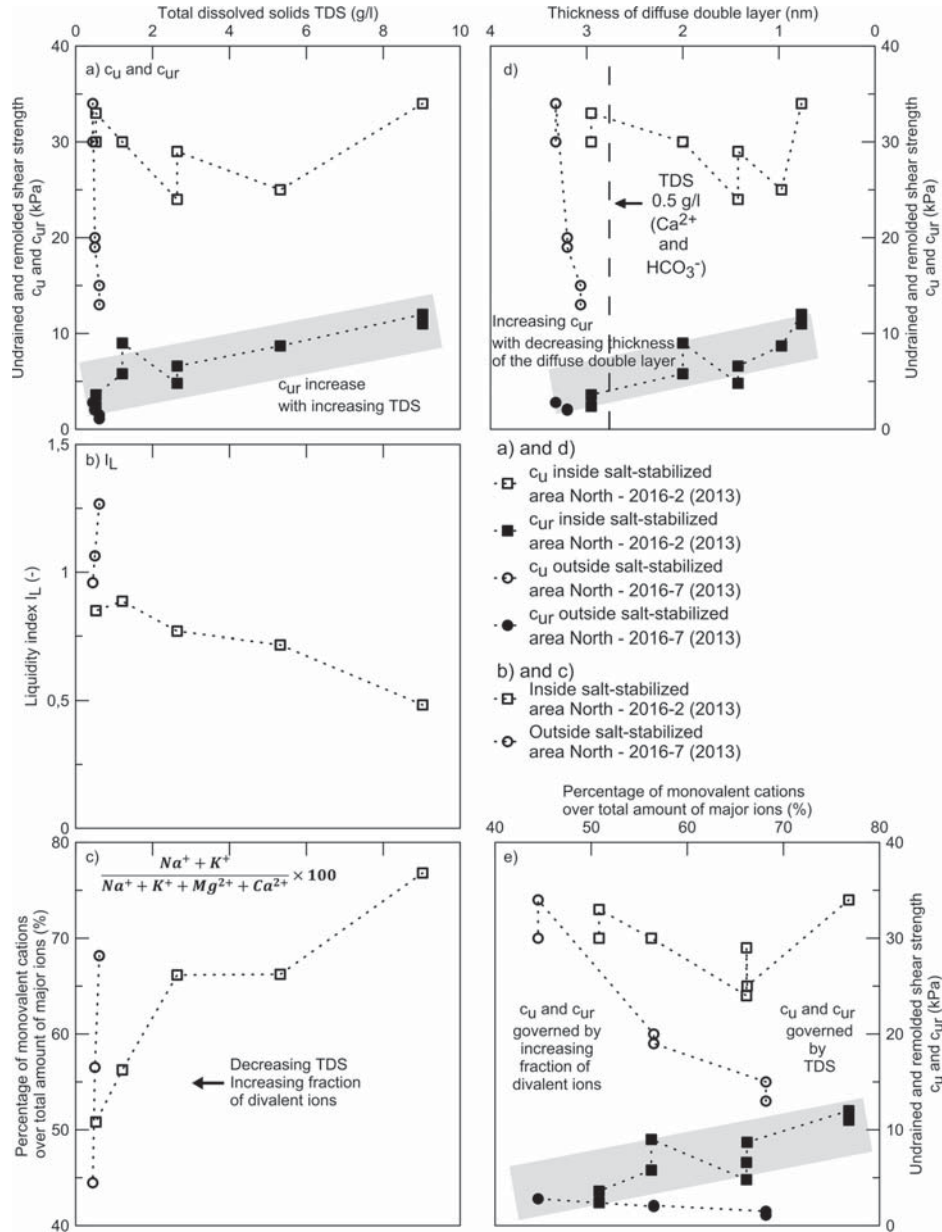 Total dissolved solids TDS (g/l)
0 2 4 6 8 10
40
30
20
10
0
Undrained and remolded shear strength
cu and cur (kPa)
a) cu and cur
cur increase
with increasing TDS
Thickness of diffuse double layer (nm)
4 3 2 1 0
d)
TDS
0.5 g/l
(Ca2+
and
HCO3-)
Increasing cur
with decreasing thickness
of the diffuse double layer
40
30
20
10
0
Undrained and remolded shear strength
cu and cur (kPa)
b) IL
1,5
1
0,5
0
Liquidity index IL (-)
a) and d)
cu inside salt-stabilized
area North - 2016-2 (2013)
cur inside salt-stabilized
area North - 2016-2 (2013)
cu outside salt-stabilized
area North - 2016-7 (2013)
cur outside salt-stabilized
area North - 2016-7 (2013)
b) and c)
Inside salt-stabilized
area North - 2016-2 (2013)
Outside salt-stabilized
area North - 2016-7 (2013)
80
70
60
50
40
Percentage of monovalent cations
over total amount of major ions (%)
c)
Na+ + K+
Na+ + K+ + Mg2+ + Ca2+ × 100
Decreasing TDS
Increasing fraction
of divalent ions
Percentage of monovalent cations
over total amount of major ions (%)
40 50 60 70 80
e)
cu and cur
governed by
increasing
fraction of
divalent ions
cu and cur
governed
by
TDS
40
30
20
10
0
Undrained and remolded shear strength
cu and cur (kPa)